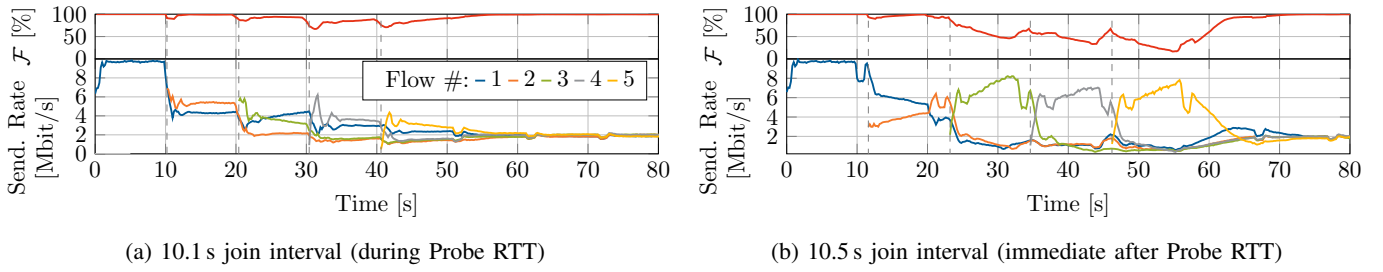 100
50
0
8
6
4
2
0
Send. Rate
[Mbit/s]
ℱ [%]
Flow #: 1 2 3 4 5
0 10 20 30 40 50 60 70 80
Time [s]
(a) 10.1 s join interval (during Probe RTT)
100
50
0
8
6
4
2
Send. Rate
[Mbit/s]
ℱ [%]
0 10 20 30 40 50 60 70 80
Time [s]
(b) 10.5 s join interval (immediate after Probe RTT)